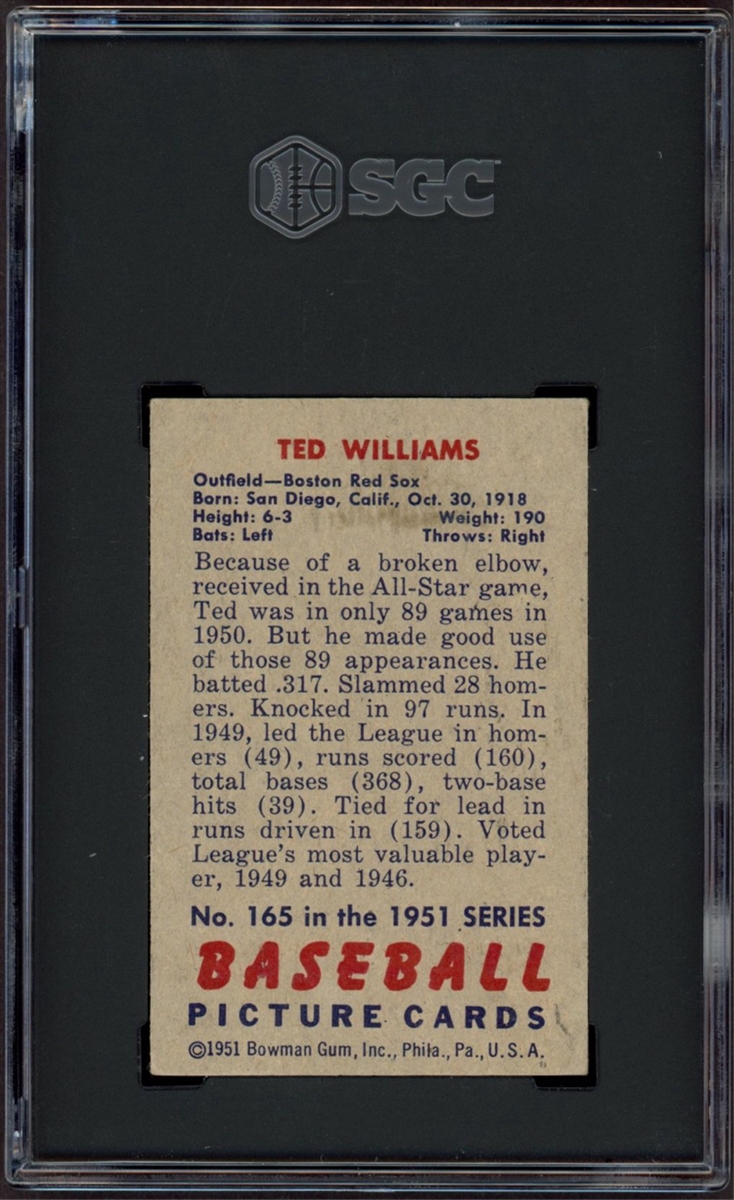 SGC
TED WILLIAMS
Outfield—Boston Red Sox
Born: San Diego, Calif., Oct. 30, 1918
Height: 6-3 Weight: 190
Bats: Left Throws: Right
Because of a broken elbow,
received in the All-Star game,
Ted was in only 89 games in
1950. But he made good use
of those 89 appearances. He
batted .317. Slammed 28 hom-
ers. Knocked in 97 runs. In
1949, led the League in hom-
ers (49), runs scored (160),
total bases (368), two-base
hits (39). Tied for lead in
runs driven in (159). Voted
League's most valuable play-
er, 1949 and 1946.
No. 165 in the 1951 SERIES
BASEBALL
PICTURE CARDS
©1951 Bowman Gum, Inc., Phila., Pa., U.S.A.